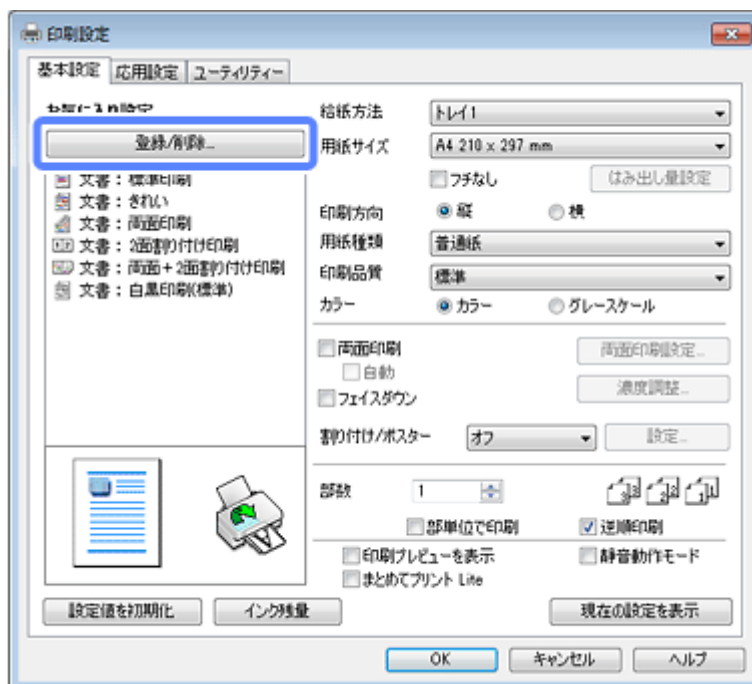 印刷設定
基本設定 応用設定 ユーティリティー
お気に入り設定
登録/削除...
文書：標準印刷
文書：きれい
文書：両面印刷
文書：2面割り付け印刷
文書：両面＋2面割り付け印刷
文書：白黒印刷(標準)
給紙方法 トレイ1
用紙サイズ A4 210 x 297 mm
フチなし はみ出し量設定
印刷方向 縦 横
用紙種類 普通紙
印刷品質 標準
カラー カラー グレースケール
両面印刷 両面印刷設定...
自動
フェイスダウン 濃度調整...
割り付け/ポスター オフ 設定...
部数 1
部単位で印刷 逆順印刷
印刷プレビューを表示 静音動作モード
まとめてプリント Lite
設定値を初期化 インク残量 現在の設定を表示
OK キャンセル ヘルプ